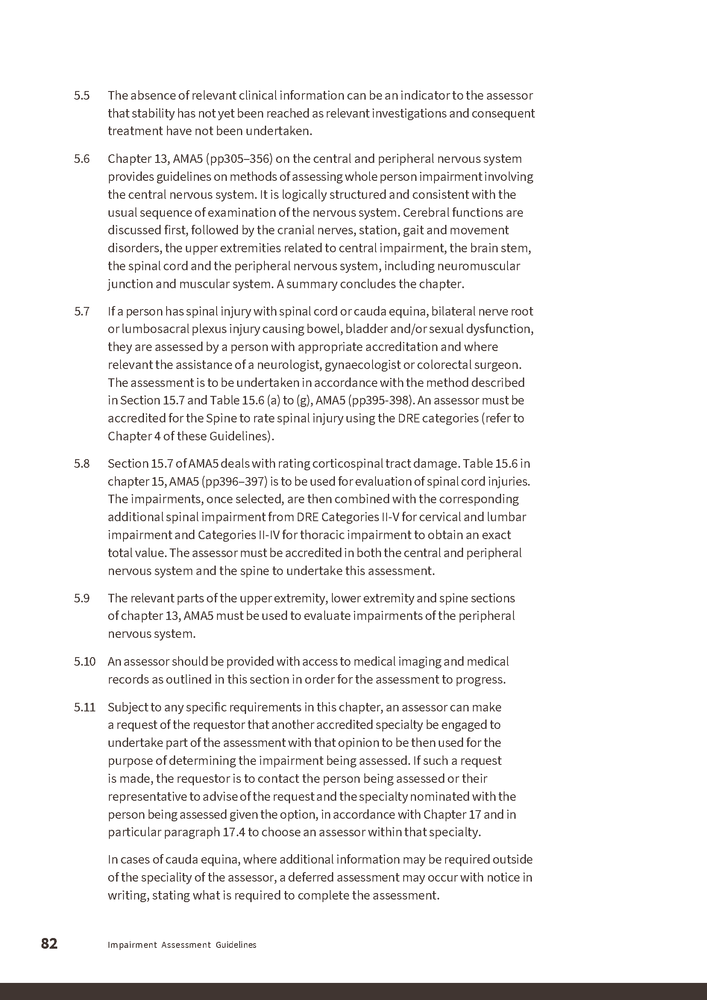 5.5 The absence of relevant clinical information can be an indicator to the assessor
that stability has not yet been reached as relevant investigations and consequent
treatment have not been undertaken.
5.6 Chapter 13, AMA5 (pp305–356) on the central and peripheral nervous system
provides guidelines on methods of assessing whole person impairment involving
the central nervous system. It is logically structured and consistent with the
usual sequence of examination of the nervous system. Cerebral functions are
discussed first, followed by the cranial nerves, station, gait and movement
disorders, the upper extremities related to central impairment, the brain stem,
the spinal cord and the peripheral nervous system, including neuromuscular
junction and muscular system. A summary concludes the chapter.
5.7 If a person has spinal injury with spinal cord or cauda equina, bilateral nerve root
or lumbosacral plexus injury causing bowel, bladder and/or sexual dysfunction,
they are assessed by a person with appropriate accreditation and where
relevant the assistance of a neurologist, gynaecologist or colorectal surgeon.
The assessment is to be undertaken in accordance with the method described
in Section 15.7 and Table 15.6 (a) to (g), AMA5 (pp395-398). An assessor must be
accredited for the Spine to rate spinal injury using the DRE categories (refer to
Chapter 4 of these Guidelines).
5.8 Section 15.7 of AMA5 deals with rating corticospinal tract damage. Table 15.6 in
chapter 15, AMA5 (pp396–397) is to be used for evaluation of spinal cord injuries.
The impairments, once selected, are then combined with the corresponding
additional spinal impairment from DRE Categories II-V for cervical and lumbar
impairment and Categories II-IV for thoracic impairment to obtain an exact
total value. The assessor must be accredited in both the central and peripheral
nervous system and the spine to undertake this assessment.
5.9 The relevant parts of the upper extremity, lower extremity and spine sections
of chapter 13, AMA5 must be used to evaluate impairments of the peripheral
nervous system.
5.10 An assessor should be provided with access to medical imaging and medical
records as outlined in this section in order for the assessment to progress.
5.11 Subject to any specific requirements in this chapter, an assessor can make
a request of the requestor that another accredited specialty be engaged to
undertake part of the assessment with that opinion to be then used for the
purpose of determining the impairment being assessed. If such a request
is made, the requestor is to contact the person being assessed or their
representative to advise of the request and the specialty nominated with the
person being assessed given the option, in accordance with Chapter 17 and in
particular paragraph 17.4 to choose an assessor within that specialty.
In cases of cauda equina, where additional information may be required outside
of the speciality of the assessor, a deferred assessment may occur with notice in
writing, stating what is required to complete the assessment.
82 Impairment Assessment Guidelines